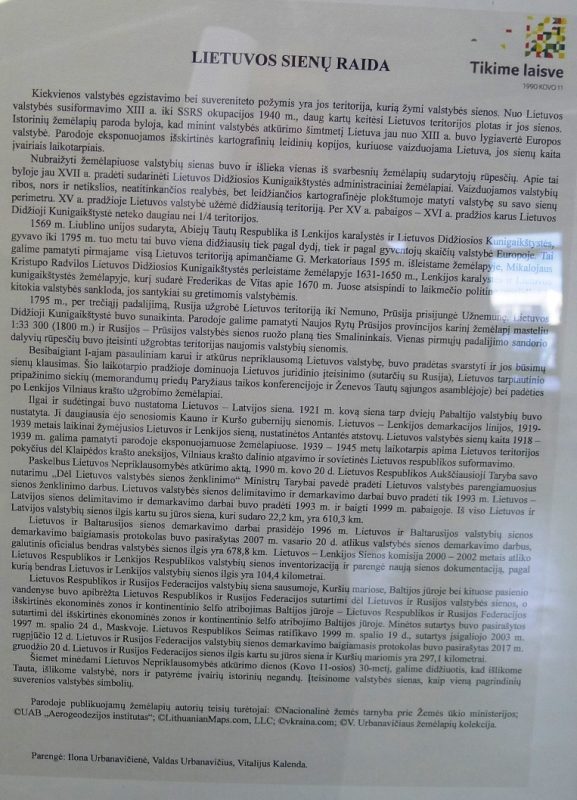 LIETUVOS SIENŲ RAIDA
Tikime laisve
1990 KOVO 11
Kiekvienos valstybės egzistavimo bei suvereniteto požymis yra jos teritorija, kurią žymi valstybės sienos. Nuo Lietuvos
valstybės susiformavimo XIII a. iki SSRS okupacijos 1940 m., daug kartų keitėsi Lietuvos teritorijos plotas ir jos sienos.
Istorinių žemėlapių paroda byloja, kad minint valstybės atkūrimo šimtmetį Lietuva jau nuo XIII a. buvo lygiavertė Europos
valstybė. Parodoje eksponuojamos išskirtinės kartografinių leidinių kopijos, kuriuose vaizduojama Lietuva, jos sienų kaita
įvairiais laikotarpiais.
Nubraižyti žemėlapiuose valstybių sienas buvo ir išlieka vienas iš svarbesnių žemėlapių sudarytojų rūpesčių. Apie tai
byloje jau XVII a. pradėti sudarinėti Lietuvos Didžiosios Kunigaikštystės administraciniai žemėlapiai. Vaizduojamos valstybių
ribos, nors ir netikslios, neatitinkančios realybės, bet leidžiančios kartografinėje plokštumoje matyti valstybę su savo sienų
perimetru. XV a. pradžioje valstybė užėmė didžiausią teritoriją. Per XV a. pabaigos – XVI a. pradžios karus Lietuvos
Didžioji Kunigaikštystė neteko daugiau nei 1/4 teritorijos.
1569 m. Liublino unijos sudaryta, Abiejų Tautų Respublika iš Lenkijos karalystės ir Lietuvos Didžiosios Kunigaikštystės,
gyvavo iki 1795 m. tuo metu tai buvo viena didžiausių tiek pagal dydį, tiek ir pagal gyventojų skaičių valstybė Europoje. Tai
galime pamatyti pirmajame visą Lietuvos teritoriją apimančiame G. Merkatoriaus 1595 m. išleistame žemėlapyje, Mikalojaus
Kristupo Radvilos Lietuvos Didžiosios Kunigaikštystės perleistame žemėlapyje 1631-1650 m., Lenkijos karalystės ir Lietuvos
kunigaikštystės žemėlapyje, kurį sudarė Frederikas de Vitas apie 1670 m. Juose atsispindi to laikmečio
kitokia valstybės sankloda, jos santykiai su gretimomis valstybėmis.
1795 m., per trečiąjį padalijimą, Rusija užgrobė Lietuvos teritoriją iki Nemuno, Prūsija prisijungė Užnemunę. Lietuvos
Didžioji Kunigaikštystė buvo sunaikinta. Parodoje galime pamatyti Naujos Rytų Prūsijos provincijos karinį žemėlapį masteliu
1:33 300 (1800 m.) ir Rusijos – Prūsijos valstybės sienos ruožo planą ties Smalininkais. Vienas pirmųjų padalijimo sandorio
dalyvių rūpesčių buvo įteisinti užgrobtas teritorijas naujomis valstybių sienomis.
Besibaigiant I-ajam pasauliniam karui ir atkūrus nepriklausomą Lietuvos valstybę, buvo pradėtas svarstyti ir jos būsimų
sienų klausimas. Šio laikotarpio pradžioje dominuoja Lietuvos juridinio įteisinimo (sutarčių su Rusija), Lietuvos tarptautinio
pripažinimo siekių (memorandumų priedų Paryžiaus taikos konferencijoje ir Ženevos Tautų sąjungos asamblėjoje) bei padėties
po Lenkijos Vilniaus krašto užgrobimo žemėlapiai.
Ilgai ir sudėtingai buvo nustatoma Lietuvos – Latvijos siena. 1921 m. kovą siena tarp dviejų Pabaltijo valstybių buvo
nustatyta. Ji daugiausia ėjo senosiomis Kauno ir Kuršo gubernijų sienomis. Lietuvos – Lenkijos demarkacijos linijos, 1919-
1939 metais laikinai žymėjusios Lietuvos ir Lenkijos sieną, nustatinėtos Antantės atstovų. Lietuvos valstybės sienų kaita 1918 –
1939 m. galima pamatyti parodoje eksponuojamuose žemėlapiuose. 1939 – 1945 metų laikotarpis apima Lietuvos teritorijos
pokyčius dėl Klaipėdos krašto aneksijos, Vilniaus krašto dalinio atgavimo ir sovietinės Lietuvos respublikos suformavimo.
Paskelbus Lietuvos Nepriklausomybės atkūrimo aktą, 1990 m. kovo 20 d. Lietuvos Respublikos Aukščiausioji Taryba savo
nutarimu „Dėl Lietuvos valstybės sienos ženklinimo“ Ministrų Tarybai pavedė pradėti Lietuvos valstybės parengiamuosius
sienos ženklinimo darbus. Lietuvos valstybės sienos delimitavimo ir demarkavimo darbai buvo pradėti tik 1993 m. Lietuvos –
Latvijos sienos delimitavimo ir demarkavimo darbai buvo pradėti 1993 m. ir baigti 1999 m. pabaigoje. Iš viso Lietuvos ir
Latvijos valstybių sienos ilgis kartu su jūros siena, kuri sudaro 22,2 km, yra 610,3 km.
Lietuvos ir Baltarusijos sienos demarkavimo darbai prasidėjo 1996 m. Lietuvos ir Baltarusijos valstybės sienos
demarkavimo baigiamasis protokolas buvo pasirašytas 2007 m. vasario 20 d. atlikus valstybės sienos demarkavimo darbus,
galutinis oficialus bendras valstybės sienos ilgis yra 678,8 km. Lietuvos – Lenkijos Sienos komisija 2000 – 2002 metais atliko
Lietuvos Respublikos ir Lenkijos Respublikos valstybių sienos inventorizaciją ir parengė naują sienos dokumentaciją, pagal
kurią bendras Lietuvos ir Lenkijos valstybių sienos ilgis yra 104,4 kilometrai.
Lietuvos Respublikos ir Rusijos Federacijos valstybių siena sausumoje, Kuršių mariose, Baltijos jūroje bei kituose pasienio
vandenyse buvo apibrėžta Lietuvos Respublikos ir Rusijos Federacijos sutartimi dėl Lietuvos ir Rusijos valstybės sienos, o
išskirtinės ekonominės zonos ir kontinentinio šelfo atribojimas Baltijos jūroje – Lietuvos Respublikos ir Rusijos Federacijos
sutartimi dėl išskirtinės ekonominės zonos ir kontinentinio šelfo atribojimo Baltijos jūroje. Minėtos sutartys buvo pasirašytos
1997 m. spalio 24 d., Maskvoje. Lietuvos Respublikos Seimas ratifikavo 1999 m. spalio 19 d., sutartys įsigaliojo 2003 m.
rugpjūčio 12 d. Lietuvos ir Rusijos Federacijos valstybių sienos demarkavimo baigiamasis protokolas buvo pasirašytas 2017 m.
gruodžio 20 d. Lietuvos ir Rusijos Federacijos sienos ilgis kartu su jūros siena ir Kuršių mariomis yra 297,1 kilometrai.
Šiemet minėdami Lietuvos Nepriklausomybės atkūrimo dienos (Kovo 11-osios) 30-metį, galime didžiuotis, kad išlikome
Tauta, išlikome valstybė, nors ir patyrėme įvairių istorinių negandų. Įteisinome valstybės sienas, kaip vieną pagrindinių
suverenios valstybės simbolių.
Parodoje publikuojamų žemėlapių autorių teisių turėtojai: ©Nacionalinė žemės tarnyba prie Žemės ūkio ministerijos;
©UAB „Aerogeodezijos institutas“; ©LithuanianMaps.com, LLC; ©vkraina.com; ©V. Urbanavičiaus žemėlapių kolekcija.
Parengė: Ilona Urbanavičienė, Valdas Urbanavičius, Vitalijus Kalenda.